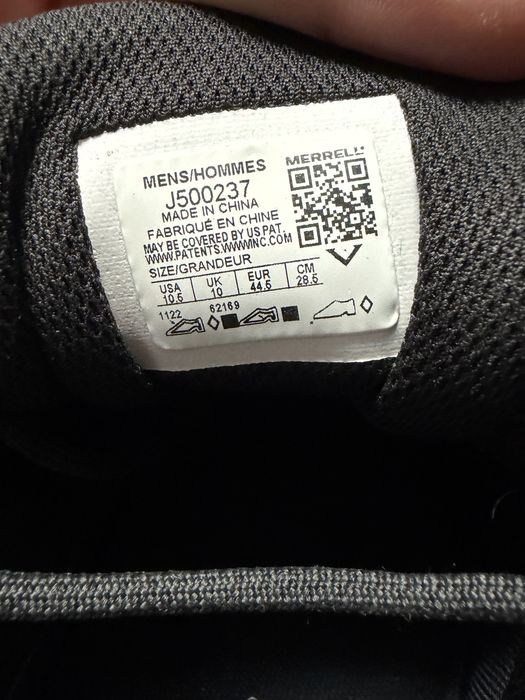 MENS/HOMMES
MERRELL
J500237
MADE IN CHINA
FABRIQUÉ EN CHINE
MAY BE COVERED BY US PAT.
WWW.PATENTS.WWWINC.COM
SIZE/GRANDEUR
USA UK EUR CM
10.5 10 44.5 28.5
1122 62169